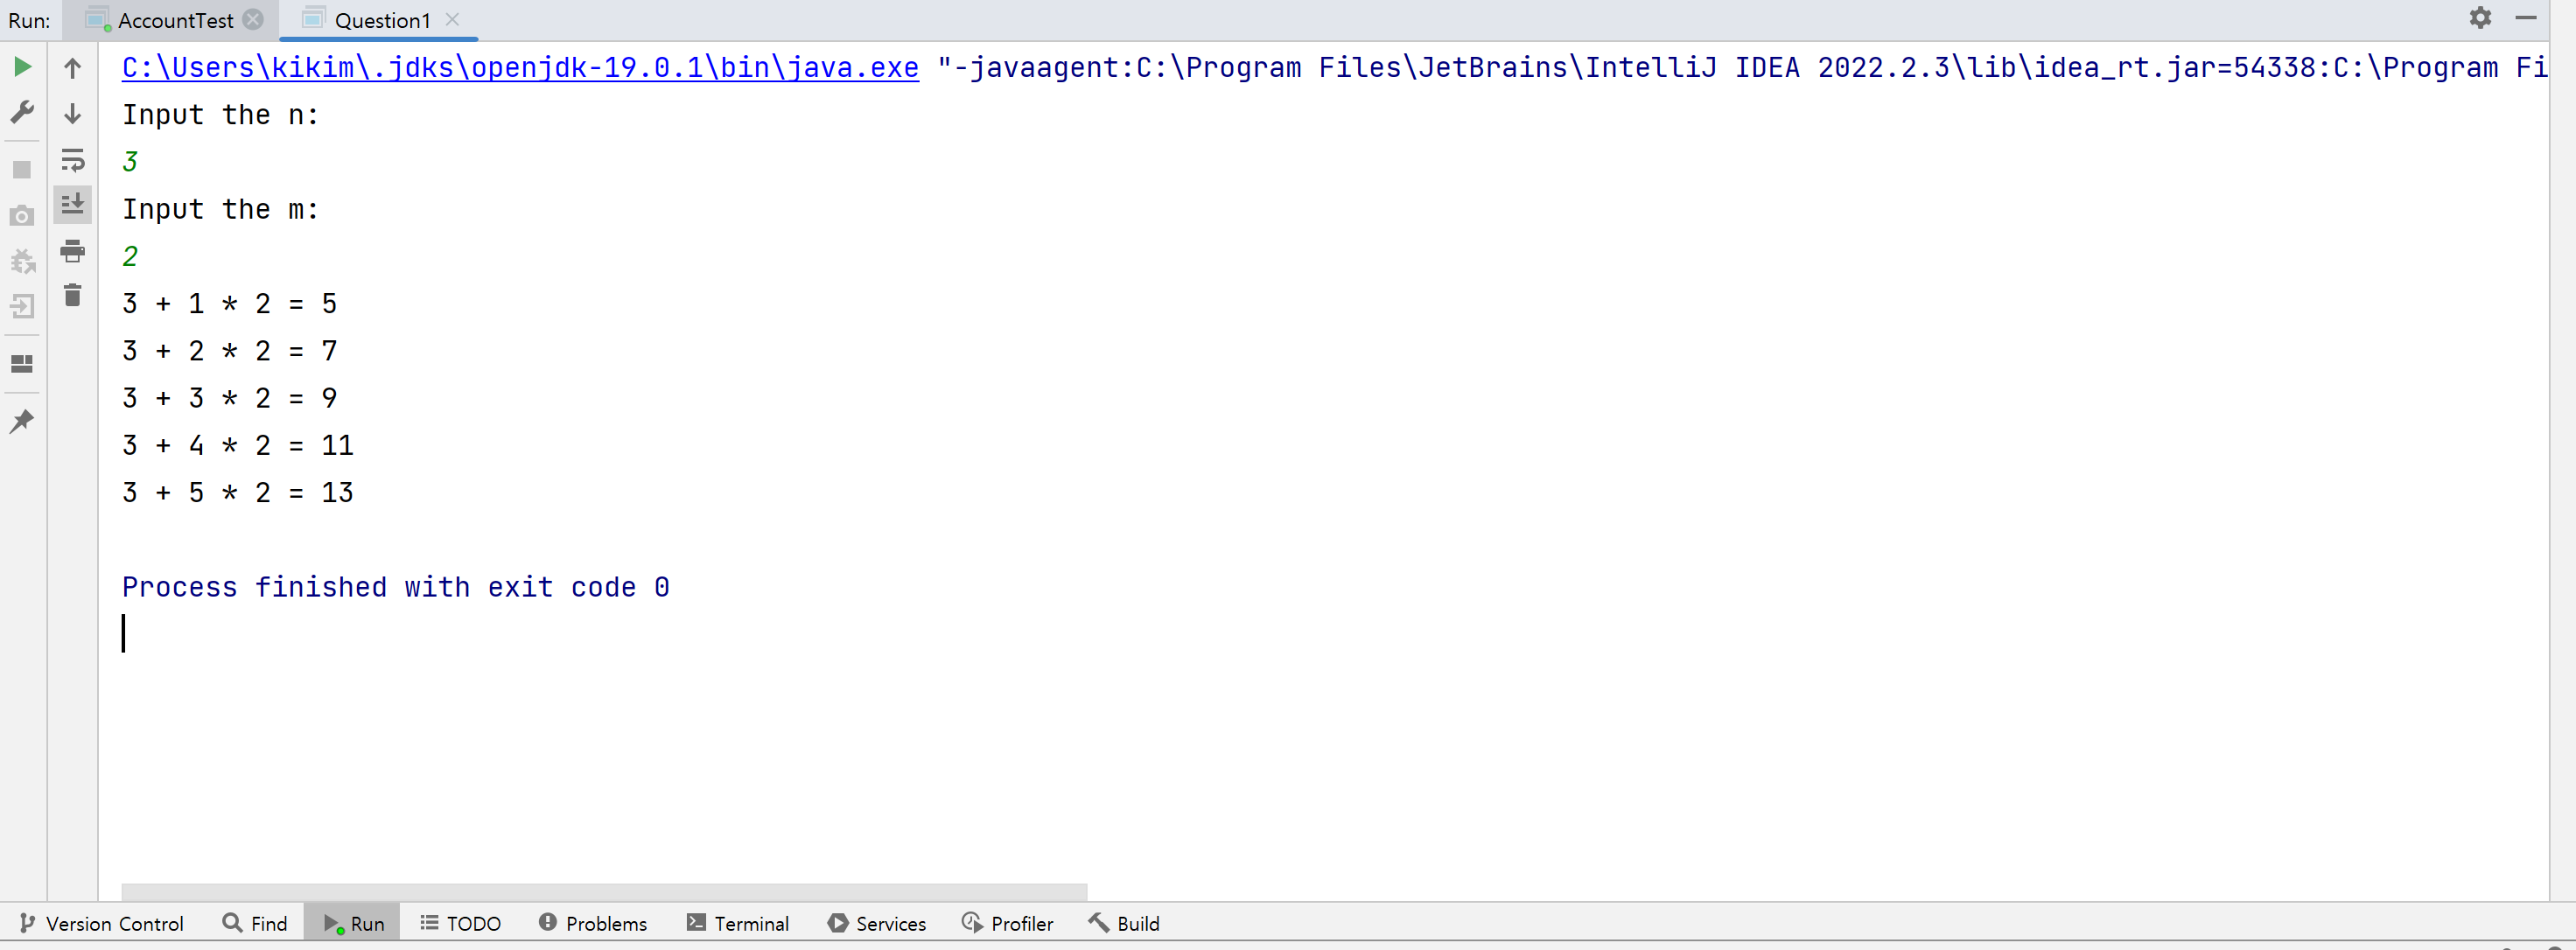 Run: AccountTest Question1
C:\Users\kikim\.jdks\openjdk-19.0.1\bin\java.exe "-javaagent:C:\Program Files\JetBrains\IntelliJ IDEA 2022.2.3\lib\idea_rt.jar=54338:C:\Program Fi
Input the n:
3
Input the m:
2
3 + 1 * 2 = 5
3 + 2 * 2 = 7
3 + 3 * 2 = 9
3 + 4 * 2 = 11
3 + 5 * 2 = 13
Process finished with exit code 0
Version Control Find Run TODO Problems Terminal Services Profiler Build